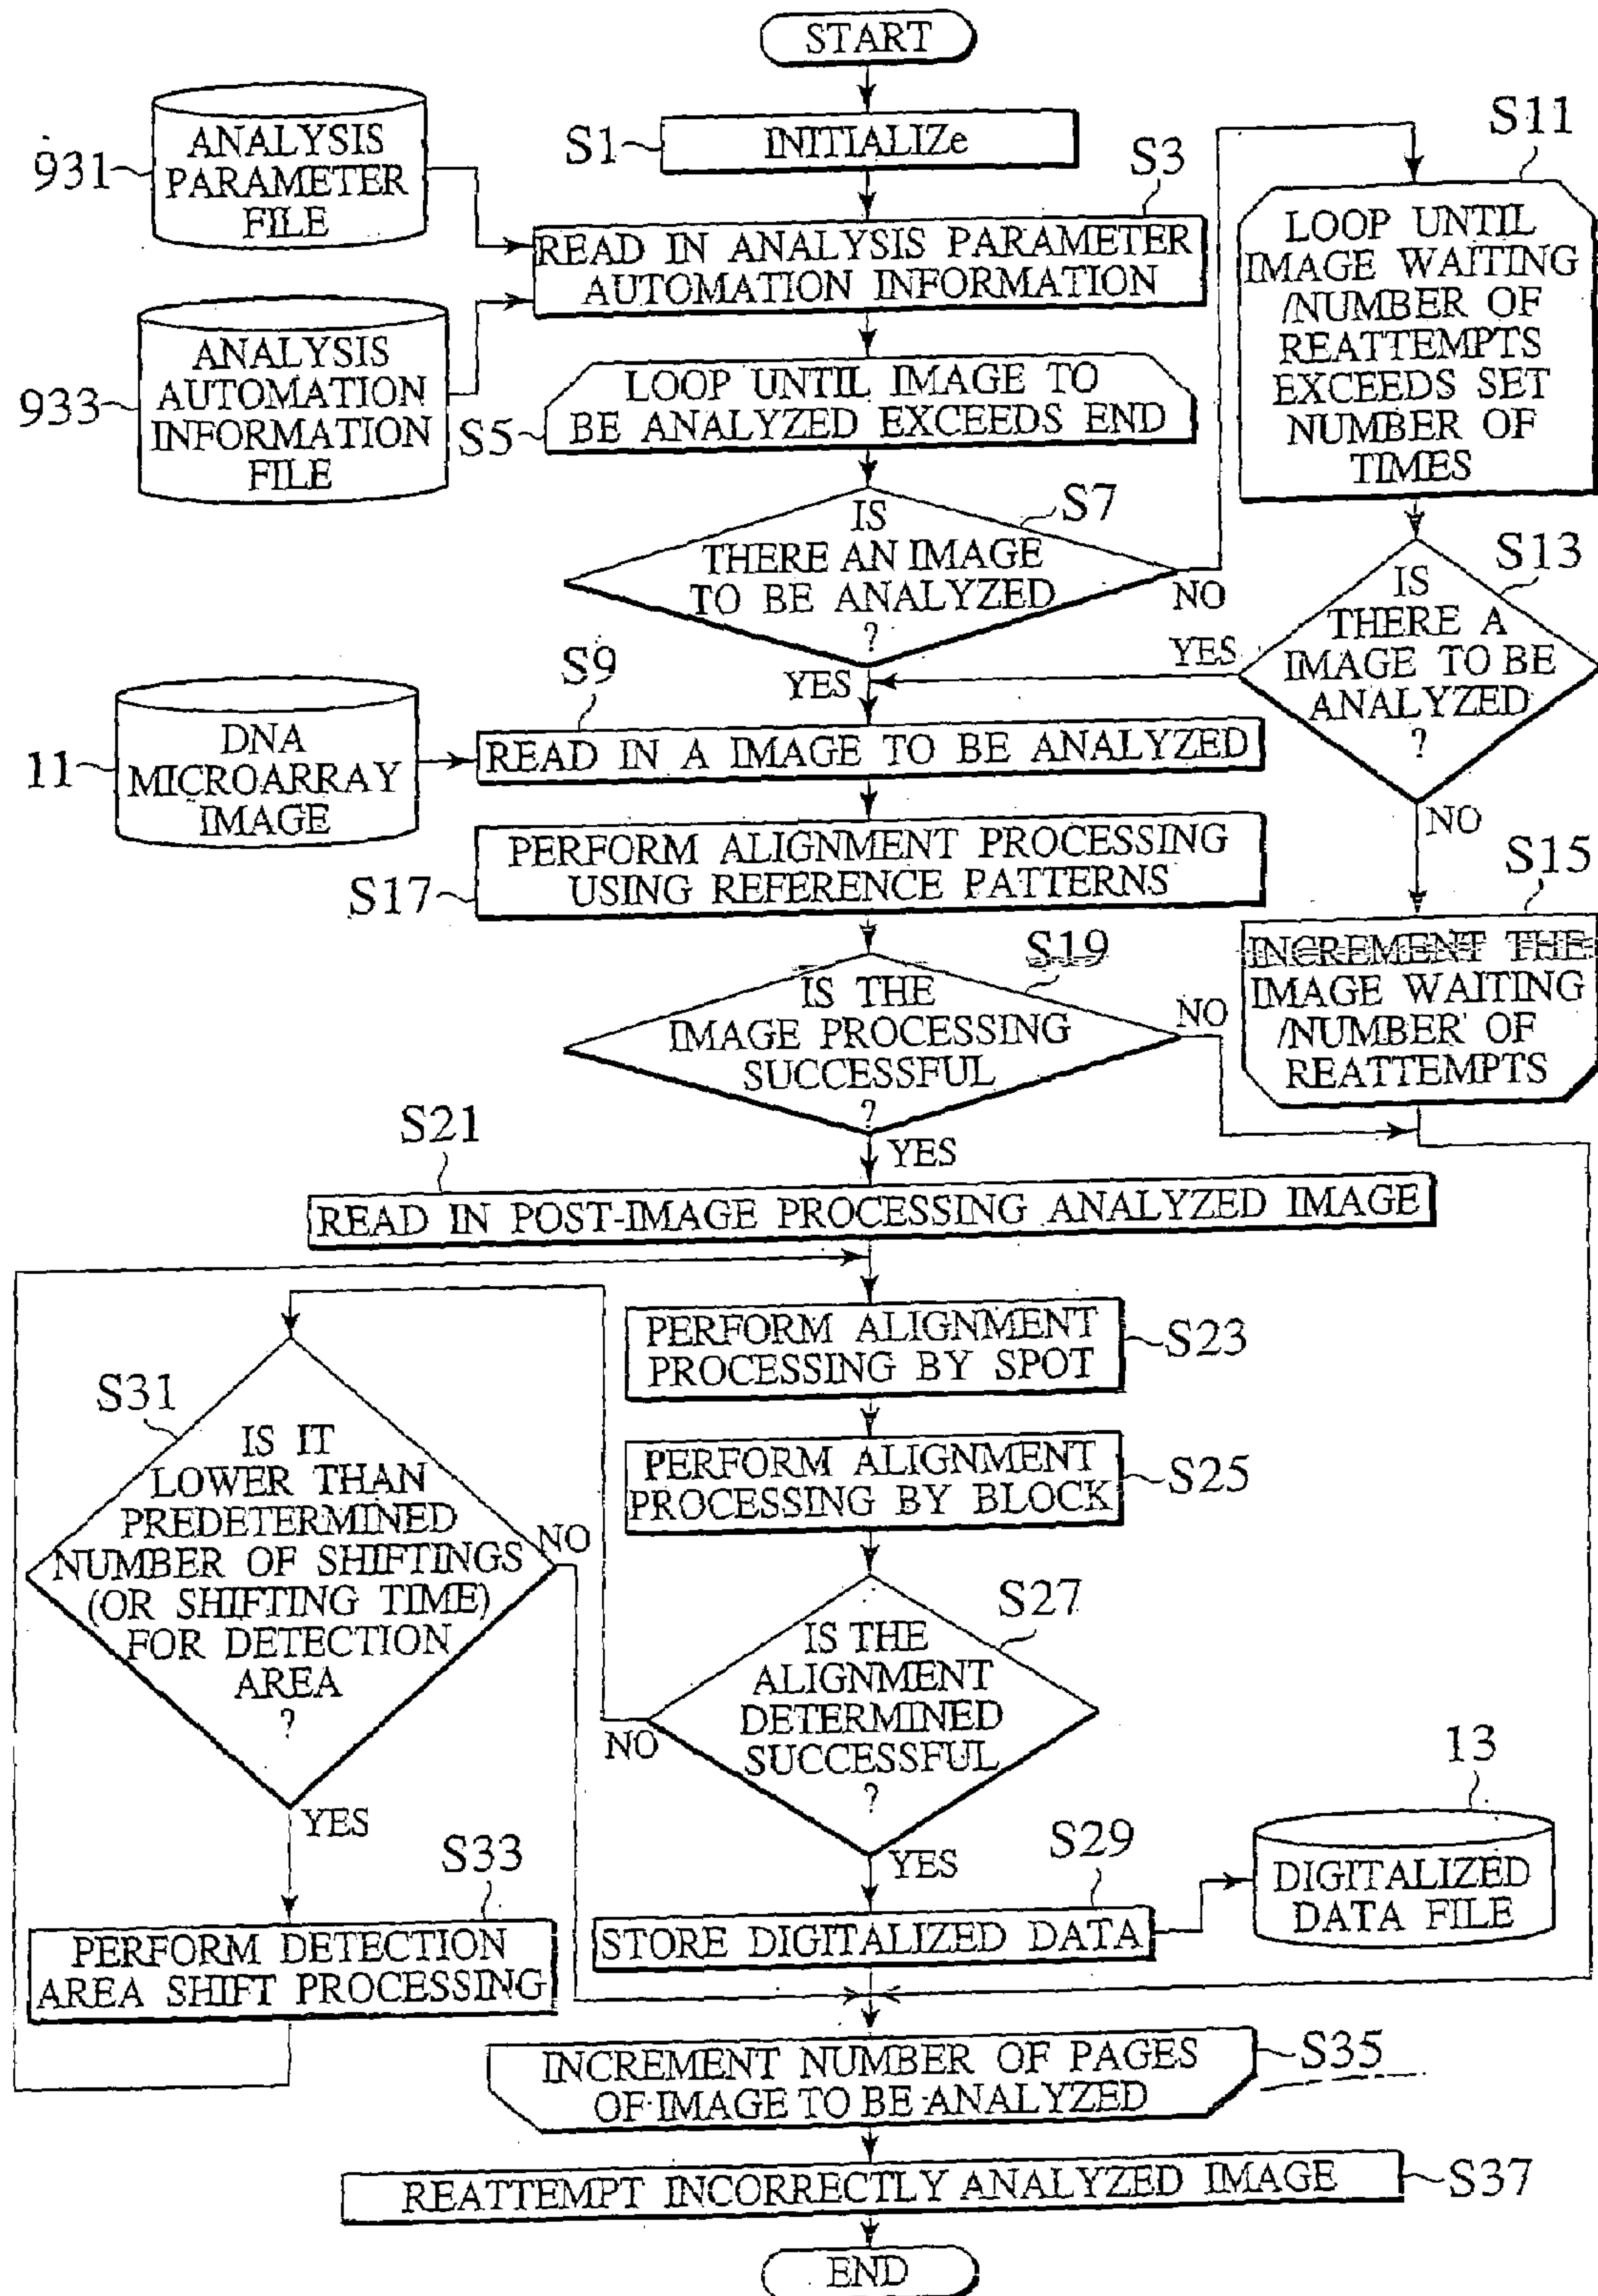 START
S1
INITIALIZe
931
ANALYSIS
PARAMETER
FILE
S3
READ IN ANALYSIS PARAMETER
AUTOMATION INFORMATION
933
ANALYSIS
AUTOMATION
INFORMATION
FILE
S5
LOOP UNTIL IMAGE TO
BE ANALYZED EXCEEDS END
S7
IS
THERE AN IMAGE
TO BE ANALYZED
?
NO
YES
S11
LOOP UNTIL
IMAGE WAITING
/NUMBER OF
REATTEMPTS
EXCEEDS SET
NUMBER OF
TIMES
S13
IS
THERE A
IMAGE TO BE
ANALYZED
?
YES
NO
S15
INCREMENT THE
IMAGE WAITING
/NUMBER OF
REATTEMPTS
S9
READ IN A IMAGE TO BE ANALYZED
11
DNA
MICROARRAY
IMAGE
S17
PERFORM ALIGNMENT PROCESSING
USING REFERENCE PATTERNS
S19
IS THE
IMAGE PROCESSING
SUCCESSFUL
?
NO
YES
S21
READ IN POST-IMAGE PROCESSING ANALYZED IMAGE
PERFORM ALIGNMENT
PROCESSING BY SPOT
S23
PERFORM ALIGNMENT
PROCESSING BY BLOCK
S25
S27
IS THE
ALIGNMENT
DETERMINED
SUCCESSFUL
?
NO
YES
S31
IS IT
LOWER THAN
PREDETERMINED
NUMBER OF SHIFTINGS
(OR SHIFTING TIME)
FOR DETECTION
AREA
?
NO
YES
S33
PERFORM DETECTION
AREA SHIFT PROCESSING
S29
STORE DIGITALIZED DATA
13
DIGITALIZED
DATA FILE
INCREMENT NUMBER OF PAGES
OF IMAGE TO BE ANALYZED
S35
REATTEMPT INCORRECTLY ANALYZED IMAGE
S37
END